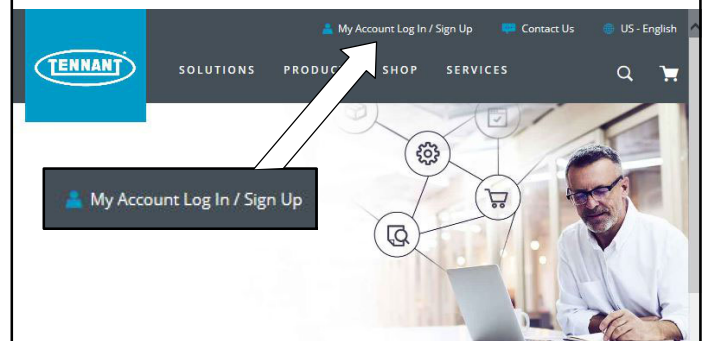 My Account Log In / Sign Up Contact Us US - English
TENNANT
SOLUTIONS SHOP SERVICES
My Account Log In / Sign Up